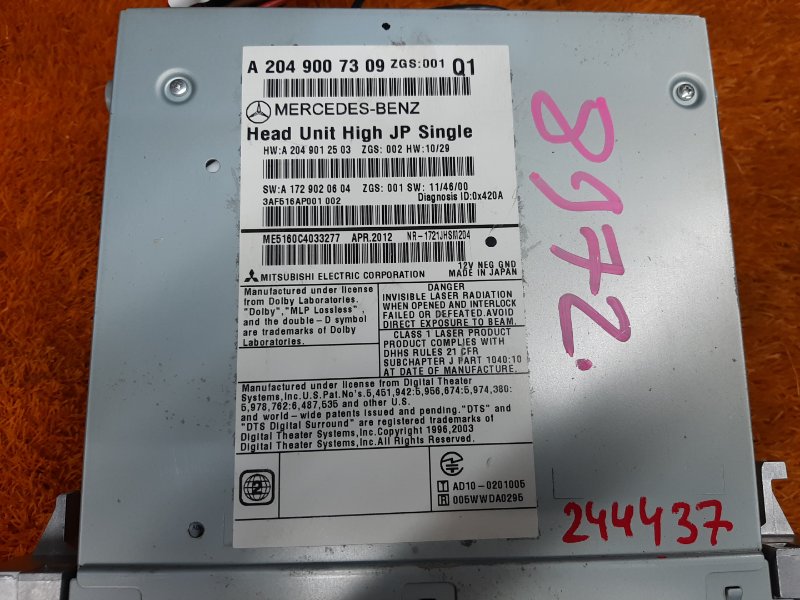 A 204 900 73 09 ZGS:001 Q1
MERCEDES-BENZ
Head Unit High JP Single
HW:A 204 901 25 03 ZGS: 002 HW:10/29
SW:A 172 902 06 04 ZGS: 001 SW: 11/46/00
3AF516AP001 002 Diagnosis ID:0x420A
ME5160C4033277 APR.2012 NR-1721JHSM204
12V NEG GND
MITSUBISHI ELECTRIC CORPORATION MADE IN JAPAN
Manufactured under license
from Dolby Laboratories.
"Dolby","MLP Lossless",
and the double-D symbol
are trademarks of Dolby
Laboratories.
DANGER
INVISIBLE LASER RADIATION
WHEN OPENED AND INTERLOCK
FAILED OR DEFEATED.AVOID
DIRECT EXPOSURE TO BEAM.
CLASS 1 LASER PRODUCT
PRODUCT COMPLIES WITH
DHHS RULES 21 CFR
SUBCHAPTER J PART 1040:10
AT DATE OF MANUFACTURE.
Manufactured under license from Digital Theater
Systems,Inc.U.S.Pat.No's.5,451,942:5,956,674:5,974,380:
5,978,762:6,487,535 and other U.S.
and world-wide patents issued and pending."DTS" and
"DTS Digital Surround" are registered trademarks of
Digital Theater Systems,Inc.Copyright 1996,2003
Digital Theater Systems,Inc.All Rights Reserved.
2
T AD10-0201005
R 005WWDA0295
8972.
244437